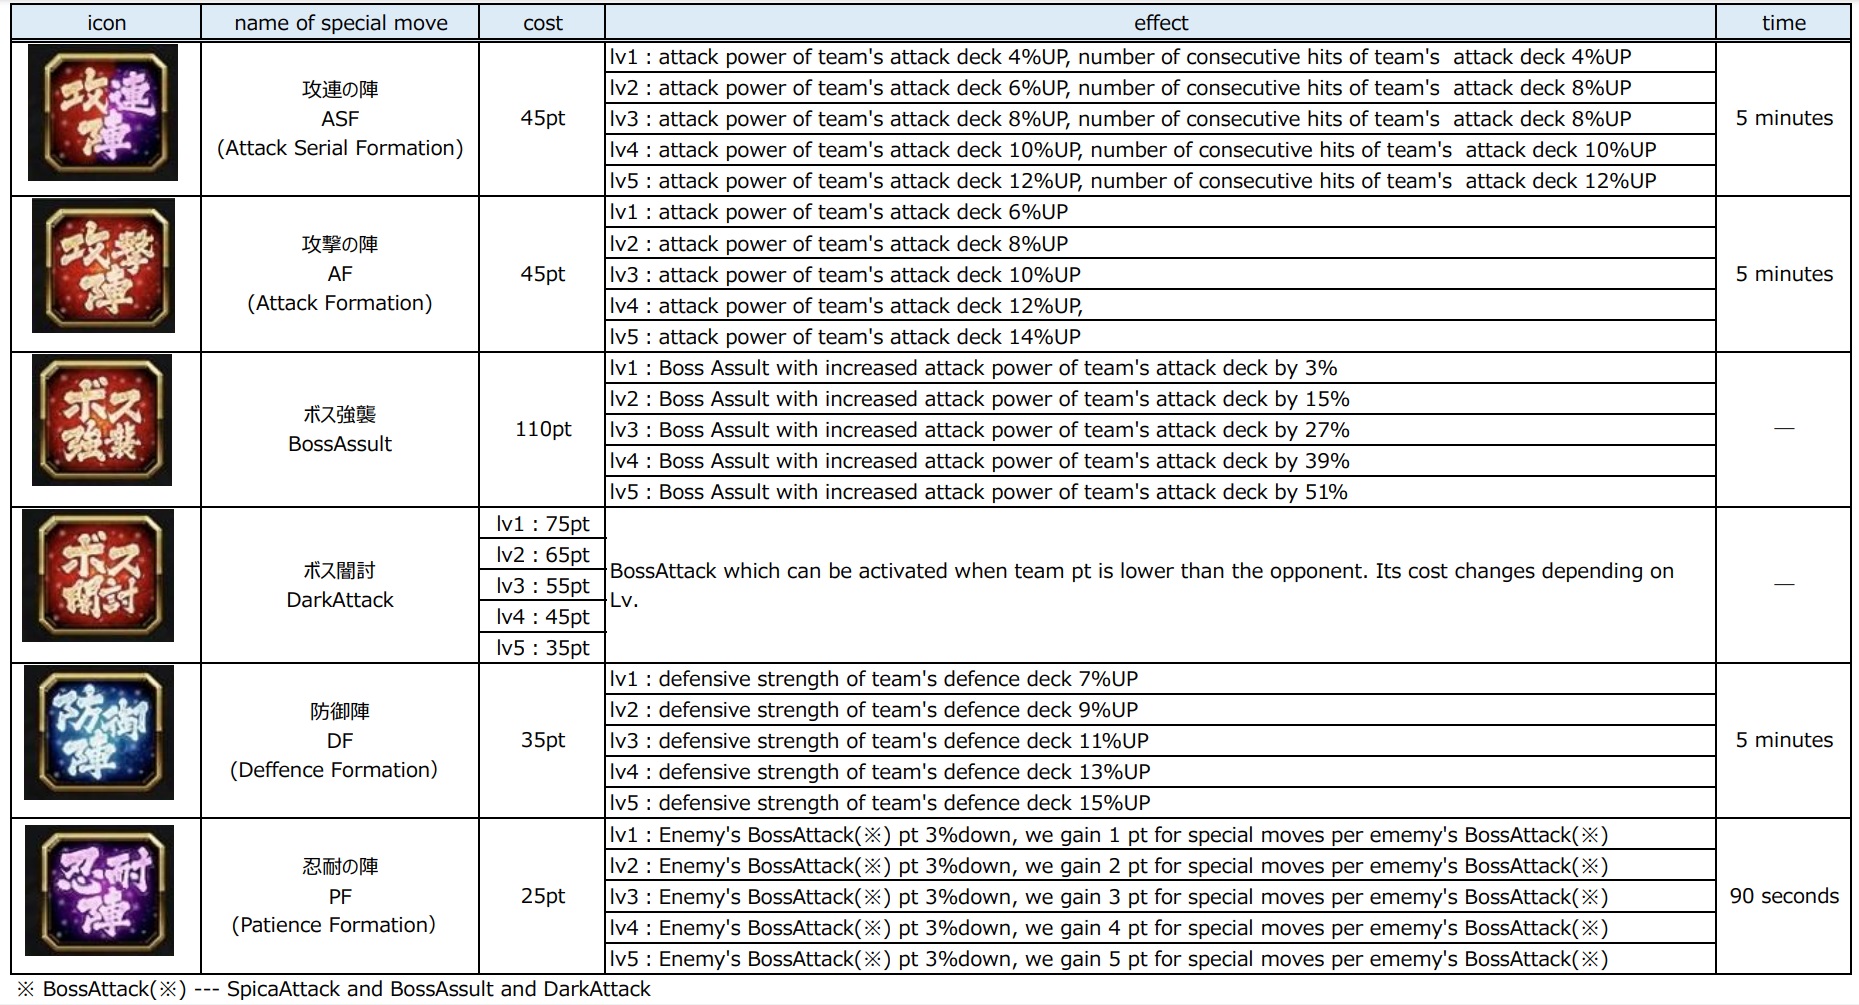 icon name of special move cost effect time
攻連陣
攻連の陣
ASF
(Attack Serial Formation)
45pt
lv1 : attack power of team's attack deck 4%UP, number of consecutive hits of team's  attack deck 4%UP
lv2 : attack power of team's attack deck 6%UP, number of consecutive hits of team's  attack deck 8%UP
lv3 : attack power of team's attack deck 8%UP, number of consecutive hits of team's  attack deck 8%UP
lv4 : attack power of team's attack deck 10%UP, number of consecutive hits of team's  attack deck 10%UP
lv5 : attack power of team's attack deck 12%UP, number of consecutive hits of team's  attack deck 12%UP
5 minutes
攻撃陣
攻撃の陣
AF
(Attack Formation)
45pt
lv1 : attack power of team's attack deck 6%UP
lv2 : attack power of team's attack deck 8%UP
lv3 : attack power of team's attack deck 10%UP
lv4 : attack power of team's attack deck 12%UP,
lv5 : attack power of team's attack deck 14%UP
5 minutes
ボス
強襲
ボス強襲
BossAssult
110pt
lv1 : Boss Assult with increased attack power of team's attack deck by 3%
lv2 : Boss Assult with increased attack power of team's attack deck by 15%
lv3 : Boss Assult with increased attack power of team's attack deck by 27%
lv4 : Boss Assult with increased attack power of team's attack deck by 39%
lv5 : Boss Assult with increased attack power of team's attack deck by 51%
—
ボス
闇討
ボス闇討
DarkAttack
lv1 : 75pt
lv2 : 65pt
lv3 : 55pt
lv4 : 45pt
lv5 : 35pt
BossAttack which can be activated when team pt is lower than the opponent. Its cost changes depending on
Lv.
—
防御
陣
防御陣
DF
(Deffence Formation)
35pt
lv1 : defensive strength of team's defence deck 7%UP
lv2 : defensive strength of team's defence deck 9%UP
lv3 : defensive strength of team's defence deck 11%UP
lv4 : defensive strength of team's defence deck 13%UP
lv5 : defensive strength of team's defence deck 15%UP
5 minutes
忍耐
陣
忍耐の陣
PF
(Patience Formation)
25pt
lv1 : Enemy's BossAttack(※) pt 3%down, we gain 1 pt for special moves per ememy's BossAttack(※)
lv2 : Enemy's BossAttack(※) pt 3%down, we gain 2 pt for special moves per ememy's BossAttack(※)
lv3 : Enemy's BossAttack(※) pt 3%down, we gain 3 pt for special moves per ememy's BossAttack(※)
lv4 : Enemy's BossAttack(※) pt 3%down, we gain 4 pt for special moves per ememy's BossAttack(※)
lv5 : Enemy's BossAttack(※) pt 3%down, we gain 5 pt for special moves per ememy's BossAttack(※)
90 seconds
※ BossAttack(※) --- SpicaAttack and BossAssult and DarkAttack